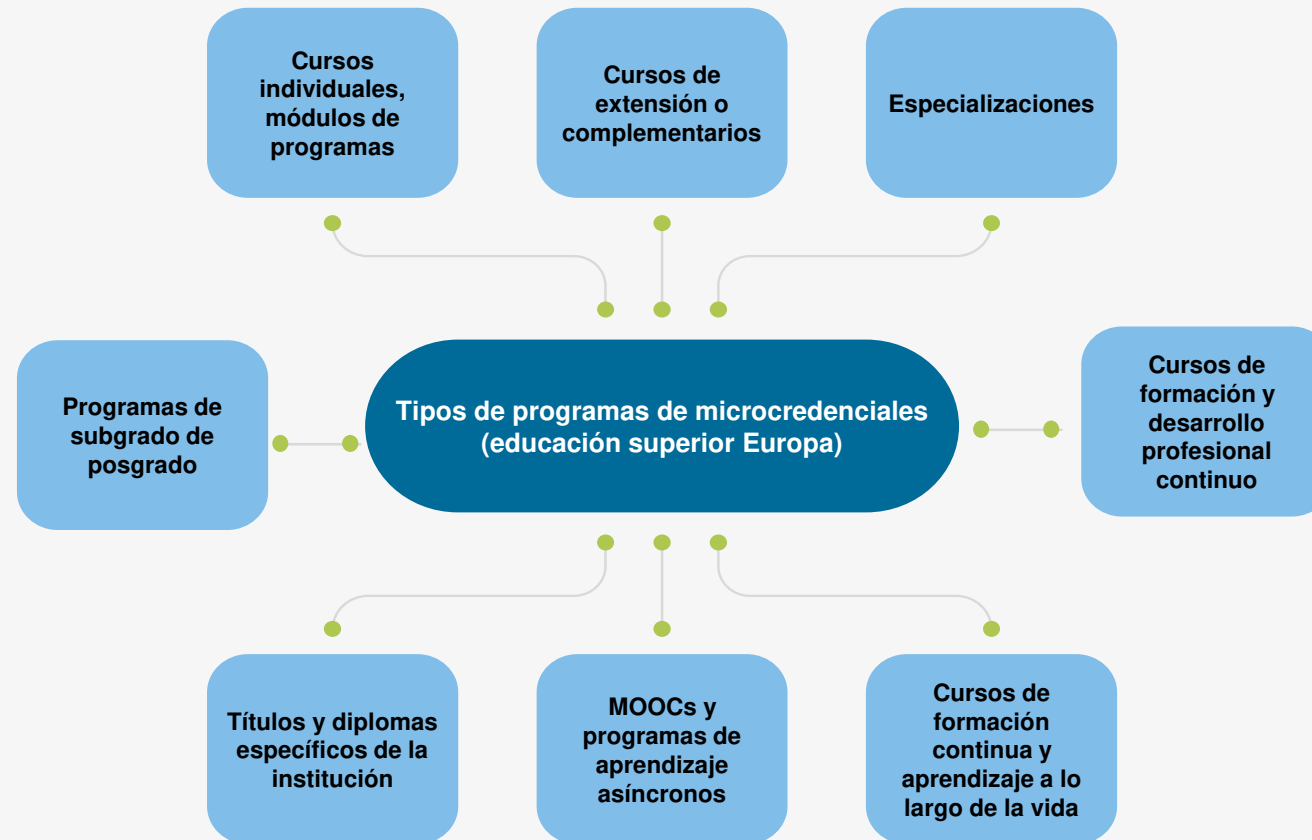 Cursos
individuales,
módulos de
programas
Cursos de
extensión o
complementarios
Especializaciones
Programas de
subgrado de
posgrado
Tipos de programas de microcredenciales
(educación superior Europa)
Cursos de
formación y
desarrollo
profesional
continuo
Títulos y diplomas
específicos de la
institución
MOOCs y
programas de
aprendizaje
asíncronos
Cursos de
formación
continua y
aprendizaje a lo
largo de la vida